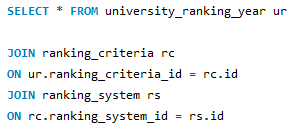 SELECT * FROM university_ranking_year ur
JOIN ranking_criteria rc
ON ur.ranking_criteria_id = rc.id
JOIN ranking_system rs
ON rc.ranking_system_id = rs.id